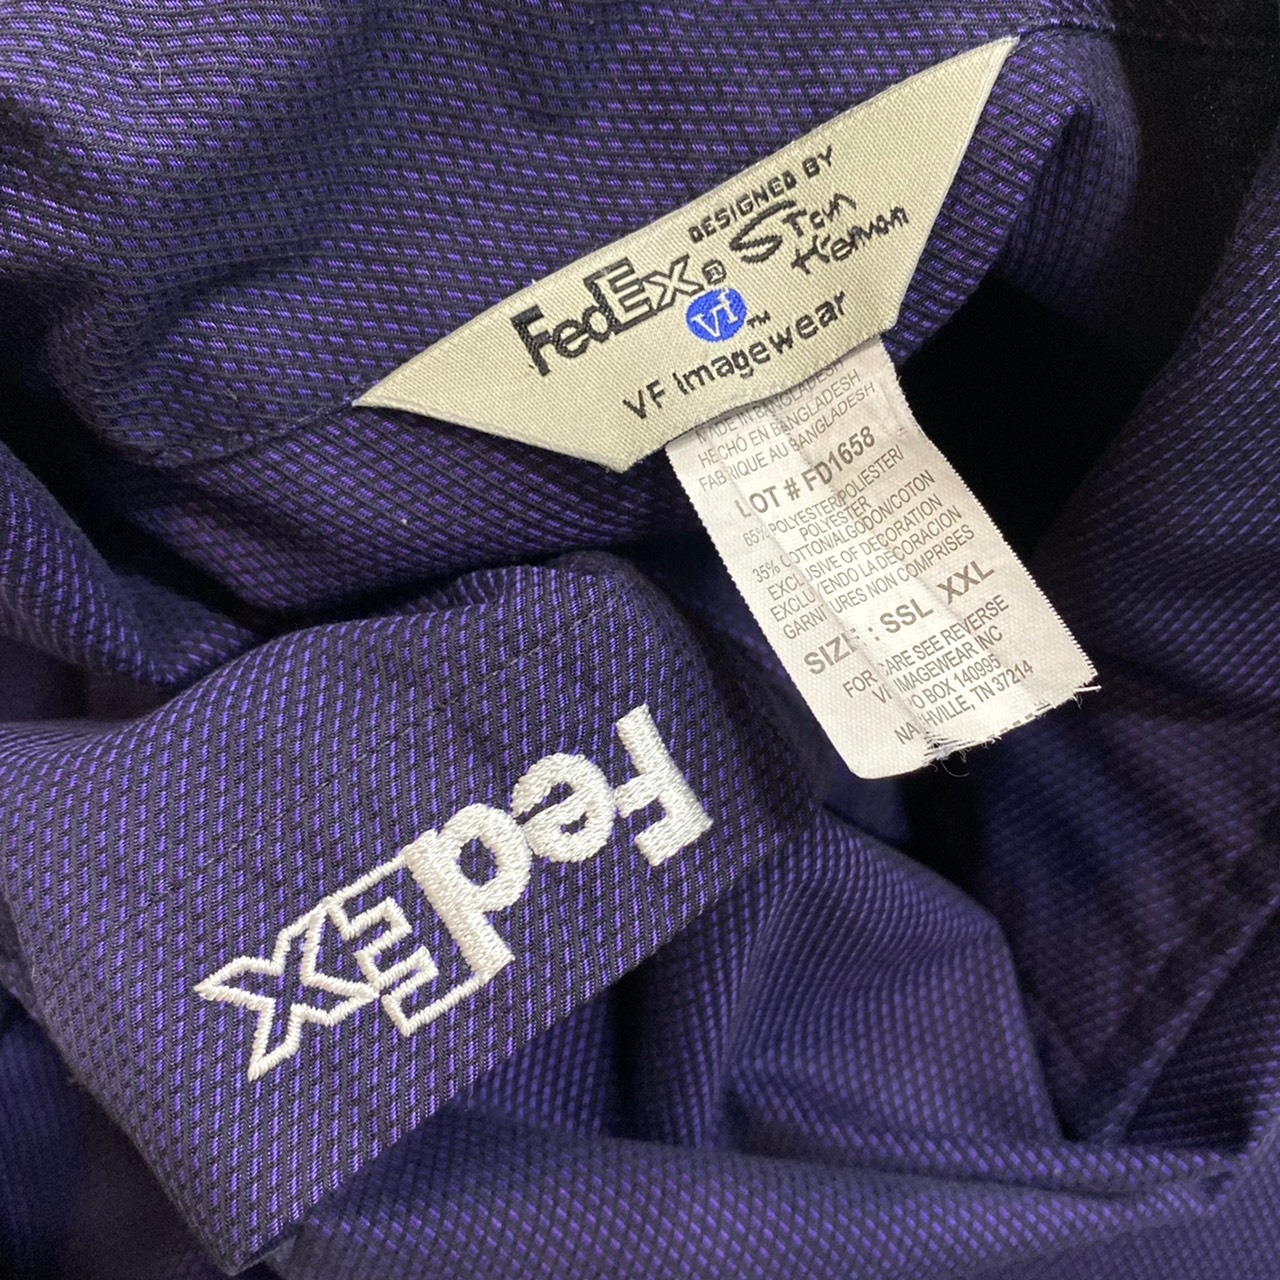 DESIGNED BY
FedEx® Stan
Herman
vf™
VF Imagewear
MADE IN BANGLADESH
HECHO EN BANGLADESH
FABRIQUE AU BANGLADESH
LOT # FD1658
65% POLYESTER/POLIESTER/
POLYESTER
35% COTTON/ALGODON/COTON
EXCLUSIVE OF DECORATION
EXCLUYENDO LA DECORACION
GARNITURES NON COMPRISES
SIZE : SSL XXL
FOR CARE SEE REVERSE
VF IMAGEWEAR INC
PO BOX 140995
NASHVILLE, TN 37214
FedEx